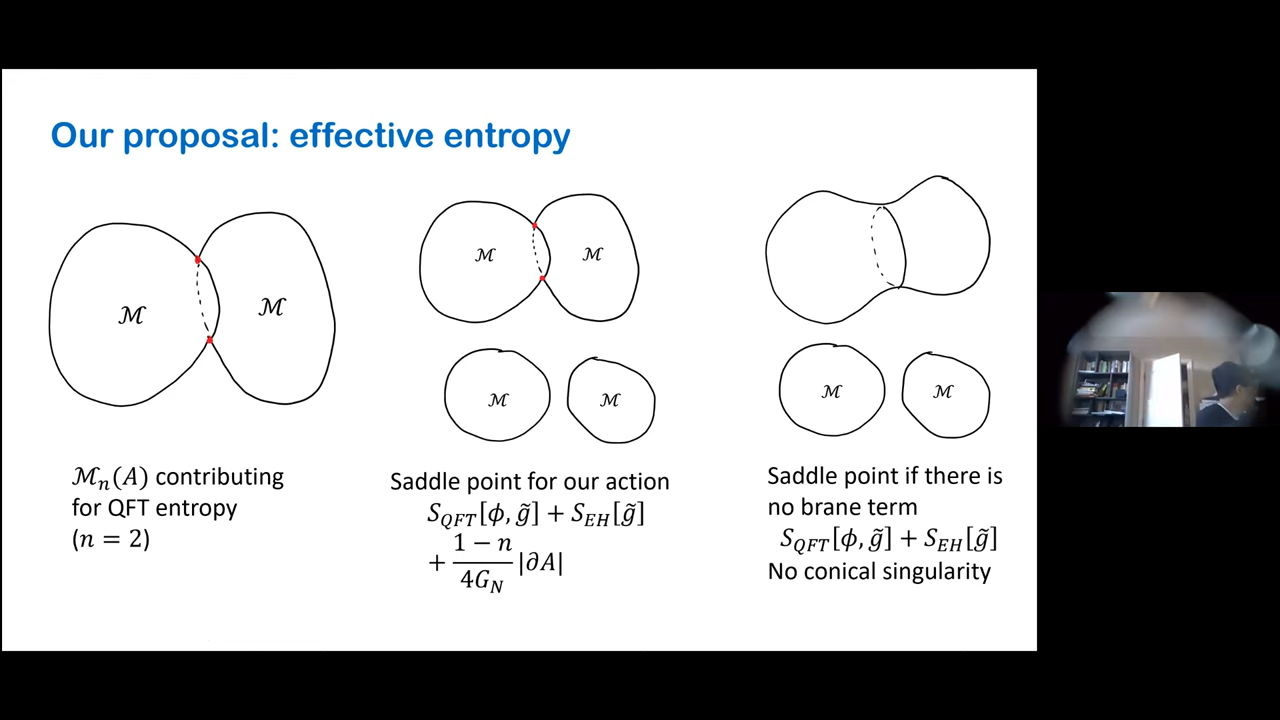 Our proposal: effective entropy
ℳ
ℳ
ℳ
ℳ
ℳ
ℳ
ℳ
ℳ
ℳₙ(A) contributing
for QFT entropy
(n = 2)
Saddle point for our action
S_QFT[ϕ, g̃] + S_EH[g̃]
+ (1 − n)/(4G_N) |∂A|
Saddle point if there is
no brane term
S_QFT[ϕ, g̃] + S_EH[g̃]
No conical singularity